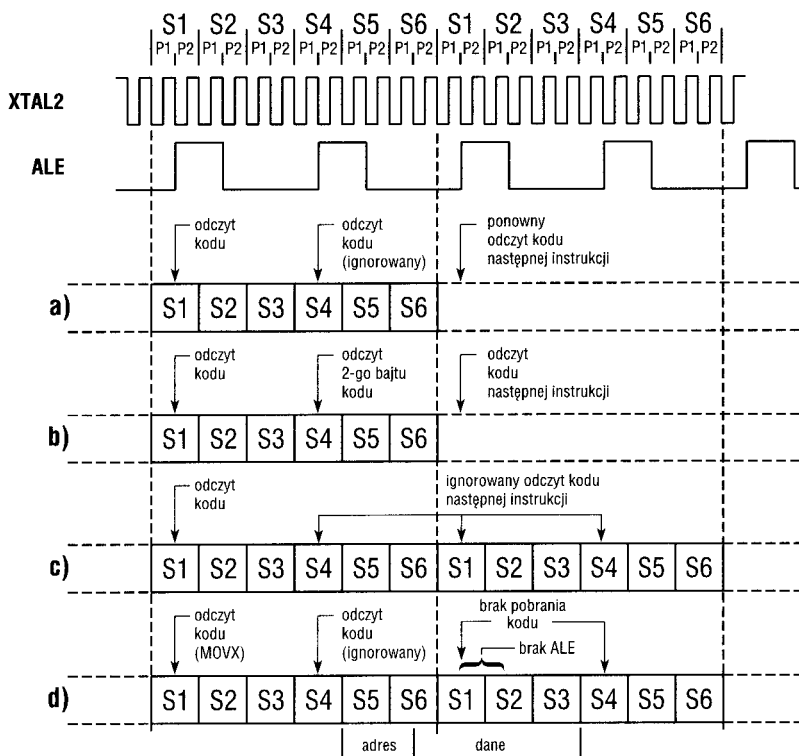 S1 S2 S3 S4 S5 S6 S1 S2 S3 S4 S5 S6
P1 P2 P1 P2 P1 P2 P1 P2 P1 P2 P1 P2 P1 P2 P1 P2 P1 P2 P1 P2 P1 P2 P1 P2
XTAL2
ALE
odczyt
kodu
odczyt
kodu
(ignorowany)
ponowny
odczyt kodu
następnej instrukcji
a) S1 S2 S3 S4 S5 S6
odczyt
kodu
odczyt
2-go bajtu
kodu
odczyt
kodu
następnej instrukcji
b) S1 S2 S3 S4 S5 S6
odczyt
kodu
ignorowany odczyt kodu
następnej instrukcji
c) S1 S2 S3 S4 S5 S6 S1 S2 S3 S4 S5 S6
odczyt
kodu
(MOVX)
odczyt
kodu
(ignorowany)
brak pobrania
kodu
brak ALE
d) S1 S2 S3 S4 S5 S6 S1 S2 S3 S4 S5 S6
adres dane